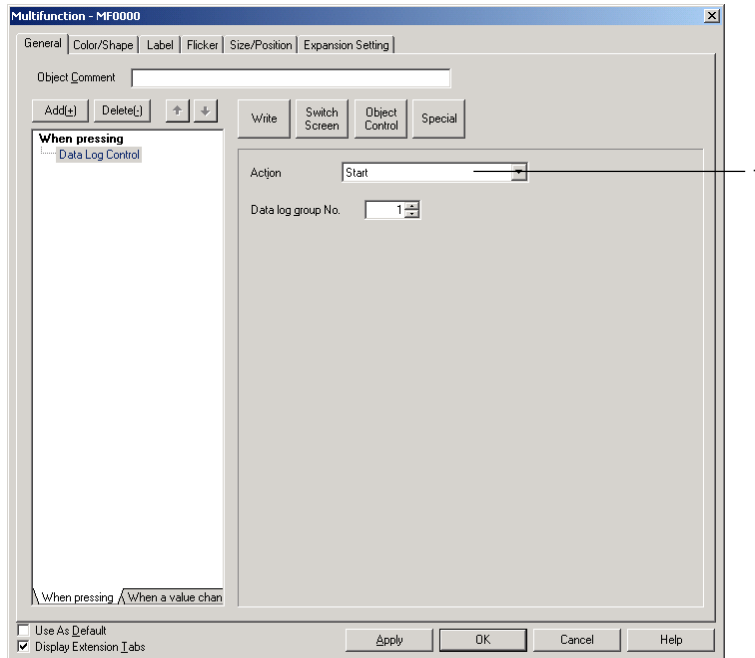 Multifunction - MF0000
General Color/Shape Label Flicker Size/Position Expansion Setting
Object Comment
Add(+) Delete(-)
Write
Switch
Screen
Object
Control
Special
When pressing
Data Log Control
Action Start
Data log group No. 1
When pressing When a value chan
Use As Default
Display Extension Tabs
Apply OK Cancel Help